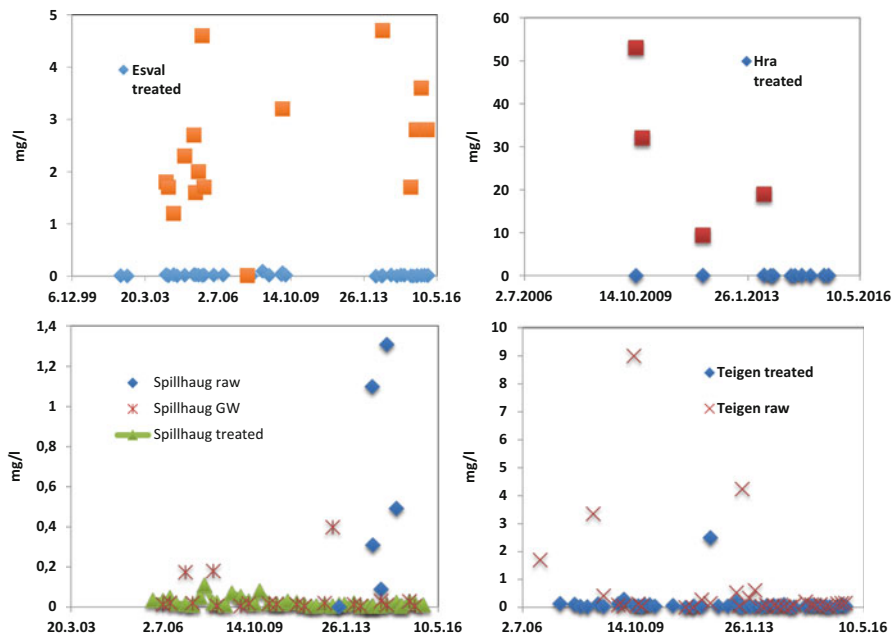 5
4
3
2
1
0
mg/l
Esval
treated
6.12.99 20.3.03 2.7.06 14.10.09 26.1.13 10.5.16
60
50
40
30
20
10
0
mg/l
Hra
treated
2.7.2006 14.10.2009 26.1.2013 10.5.2016
1,4
1,2
1
0,8
0,6
0,4
0,2
0
mg/l
Spillhaug raw
Spillhaug GW
Spillhaug treated
20.3.03 2.7.06 14.10.09 26.1.13 10.5.16
10
9
8
7
6
5
4
3
2
1
0
mg/l
Teigen treated
Teigen raw
2.7.06 14.10.09 26.1.13 10.5.16